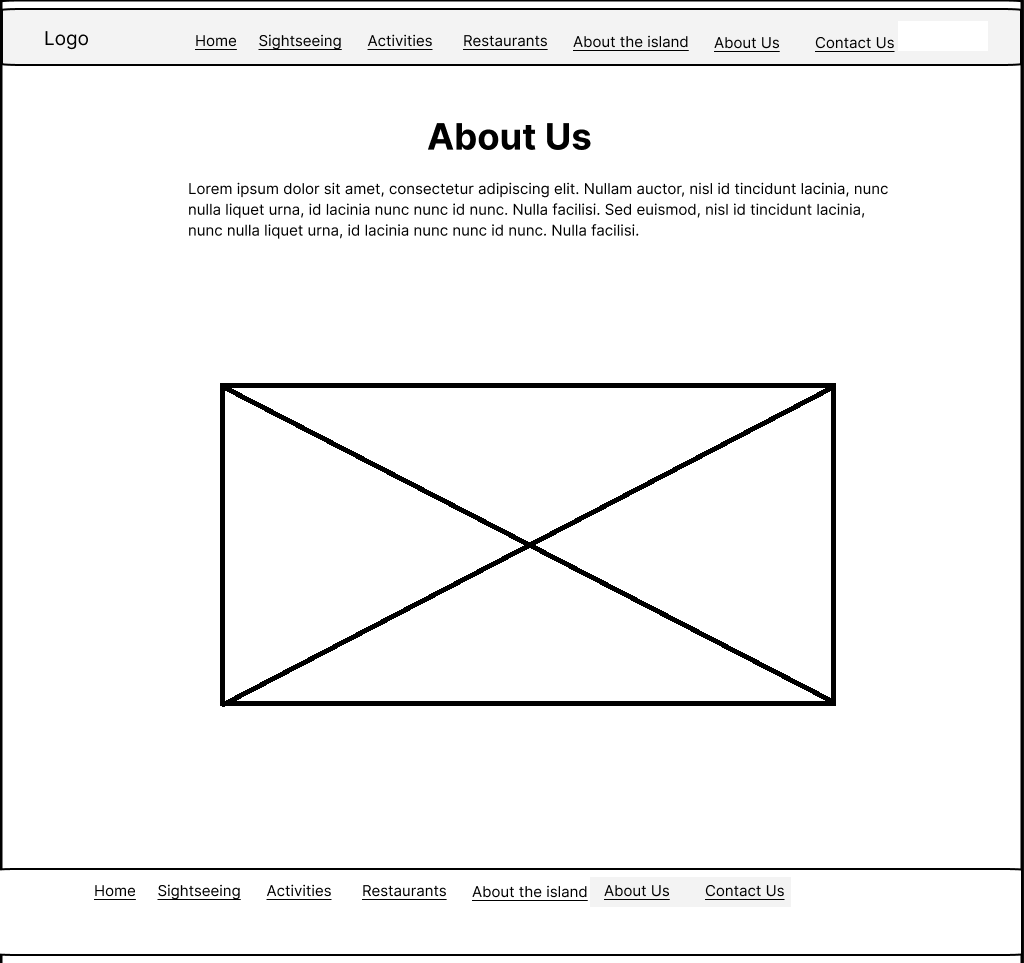 Logo Home Sightseeing Activities Restaurants About the island About Us Contact Us
About Us
Lorem ipsum dolor sit amet, consectetur adipiscing elit. Nullam auctor, nisl id tincidunt lacinia, nunc
nulla liquet urna, id lacinia nunc nunc id nunc. Nulla facilisi. Sed euismod, nisl id tincidunt lacinia,
nunc nulla liquet urna, id lacinia nunc nunc id nunc. Nulla facilisi.
Home Sightseeing Activities Restaurants About the island About Us Contact Us